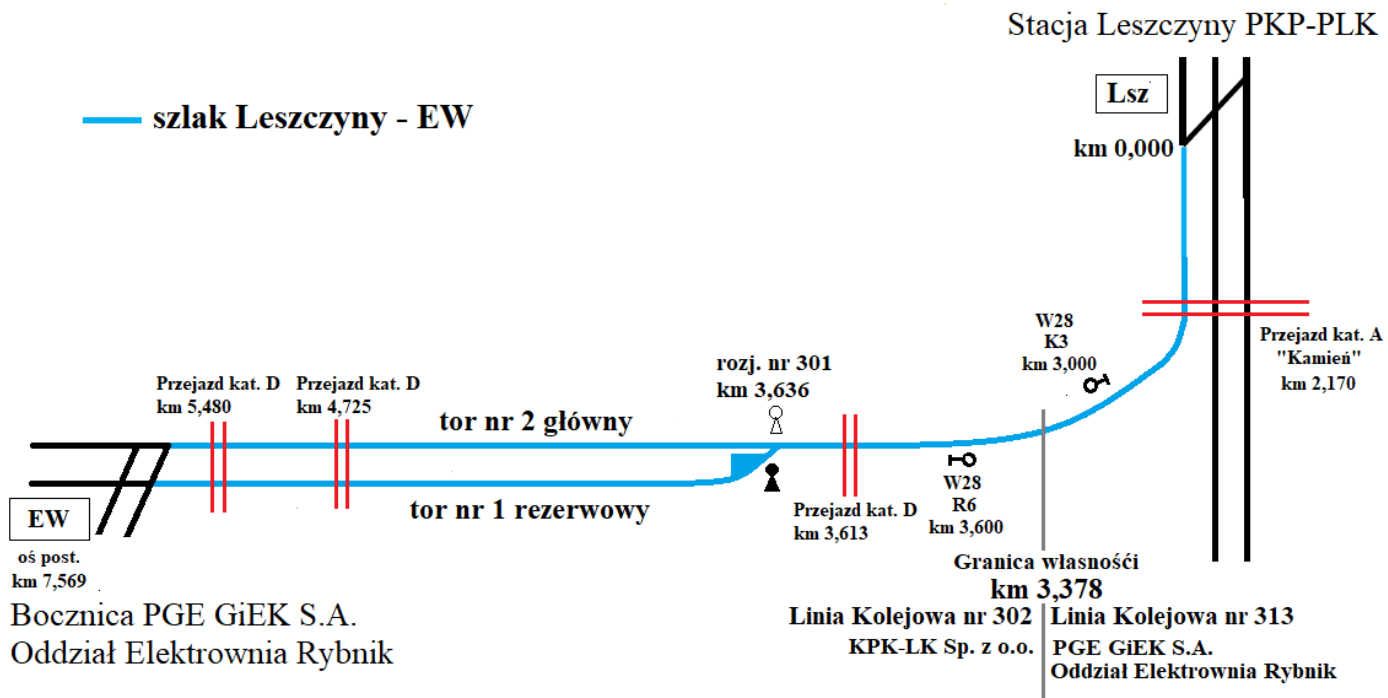 Stacja Leszczyny PKP-PLK
Lsz
szlak Leszczyny - EW
km 0,000
W28
K3
km 3,000
Przejazd kat. A
"Kamień"
km 2,170
rozj. nr 301
km 3,636
Przejazd kat. D
km 5,480
Przejazd kat. D
km 4,725
tor nr 2 główny
tor nr 1 rezerwowy
W28
R6
km 3,600
Przejazd kat. D
km 3,613
EW
oś post.
km 7,569
Granica własnośći
km 3,378
Bocznica PGE GiEK S.A.
Oddział Elektrownia Rybnik
Linia Kolejowa nr 302
KPK-LK Sp. z o.o.
Linia Kolejowa nr 313
PGE GiEK S.A.
Oddział Elektrownia Rybnik